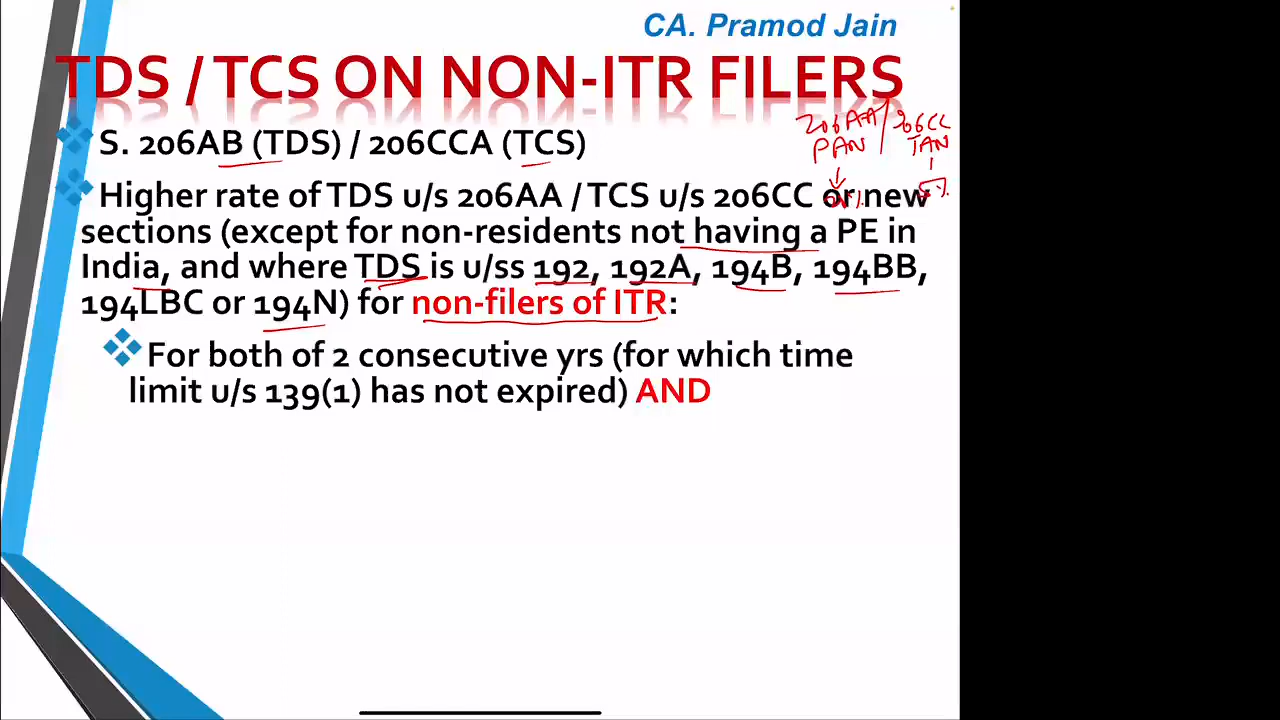 CA. Pramod Jain
TDS / TCS ON NON-ITR FILERS
206AA / 206CC
PAN
S. 206AB (TDS) / 206CCA (TCS)
Higher rate of TDS u/s 206AA / TCS u/s 206CC or new
5%
sections (except for non-residents not having a PE in
India, and where TDS is u/ss 192, 192A, 194B, 194BB,
194LBC or 194N) for non-filers of ITR:
For both of 2 consecutive yrs (for which time
limit u/s 139(1) has not expired) AND